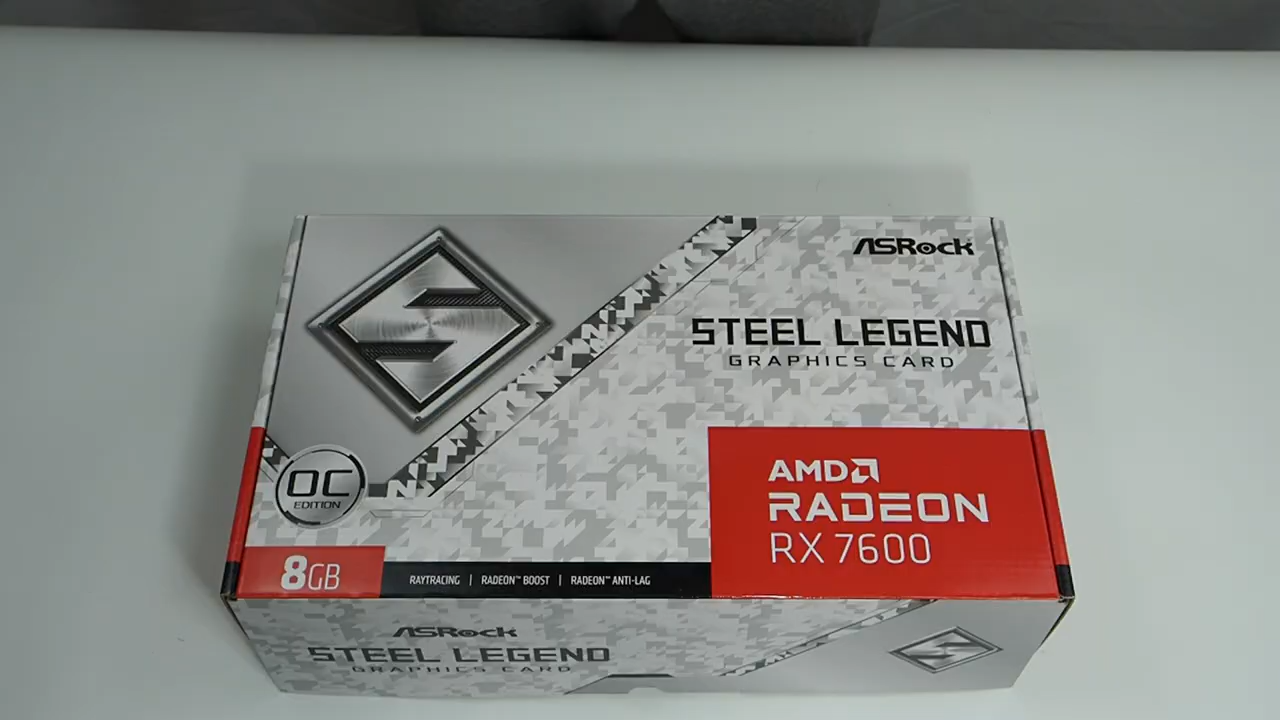 ASRock
STEEL LEGEND
GRAPHICS CARD
OC
EDITION
AMD
RADEON
RX 7600
8GB
RAYTRACING | RADEON™ BOOST | RADEON™ ANTI-LAG
ASRock
STEEL LEGEND
GRAPHICS CARD